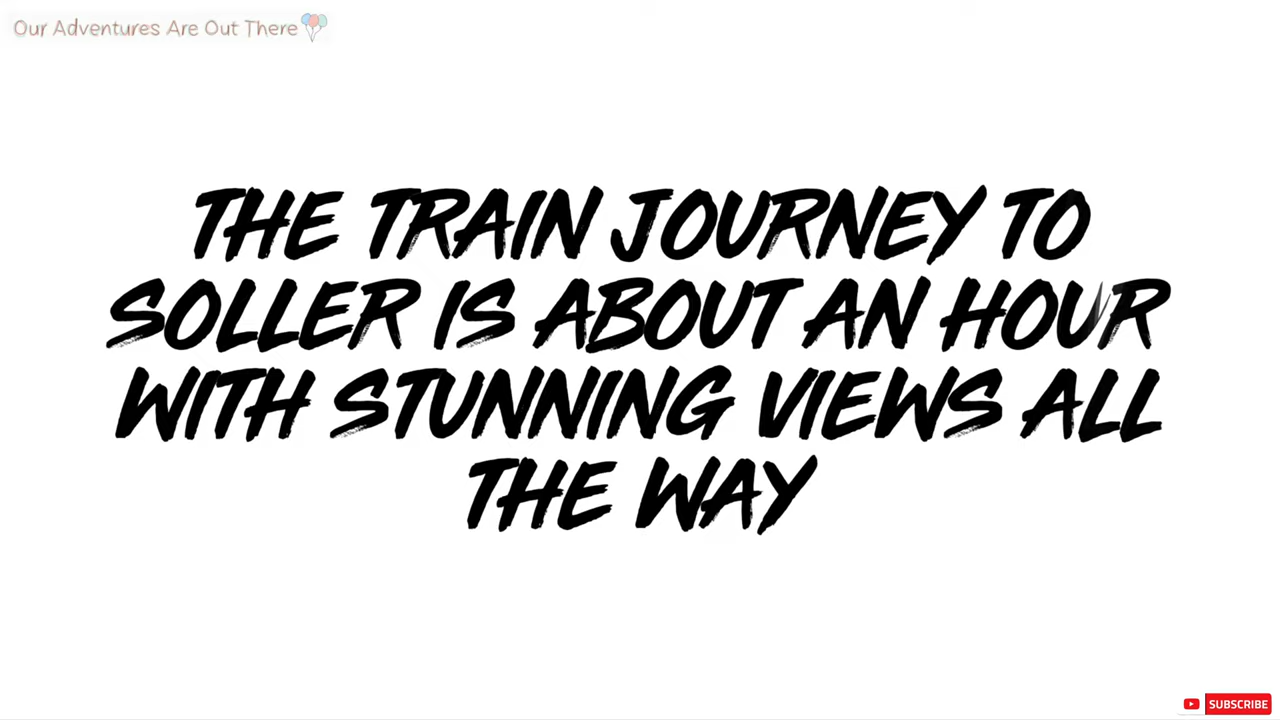 Our Adventures Are Out There
THE TRAIN JOURNEY TO
SOLLER IS ABOUT AN HOUR
WITH STUNNING VIEWS ALL
THE WAY
SUBSCRIBE